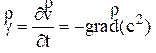 ρ ρ ρ
γ = ∂v/∂t = −grad(c²)